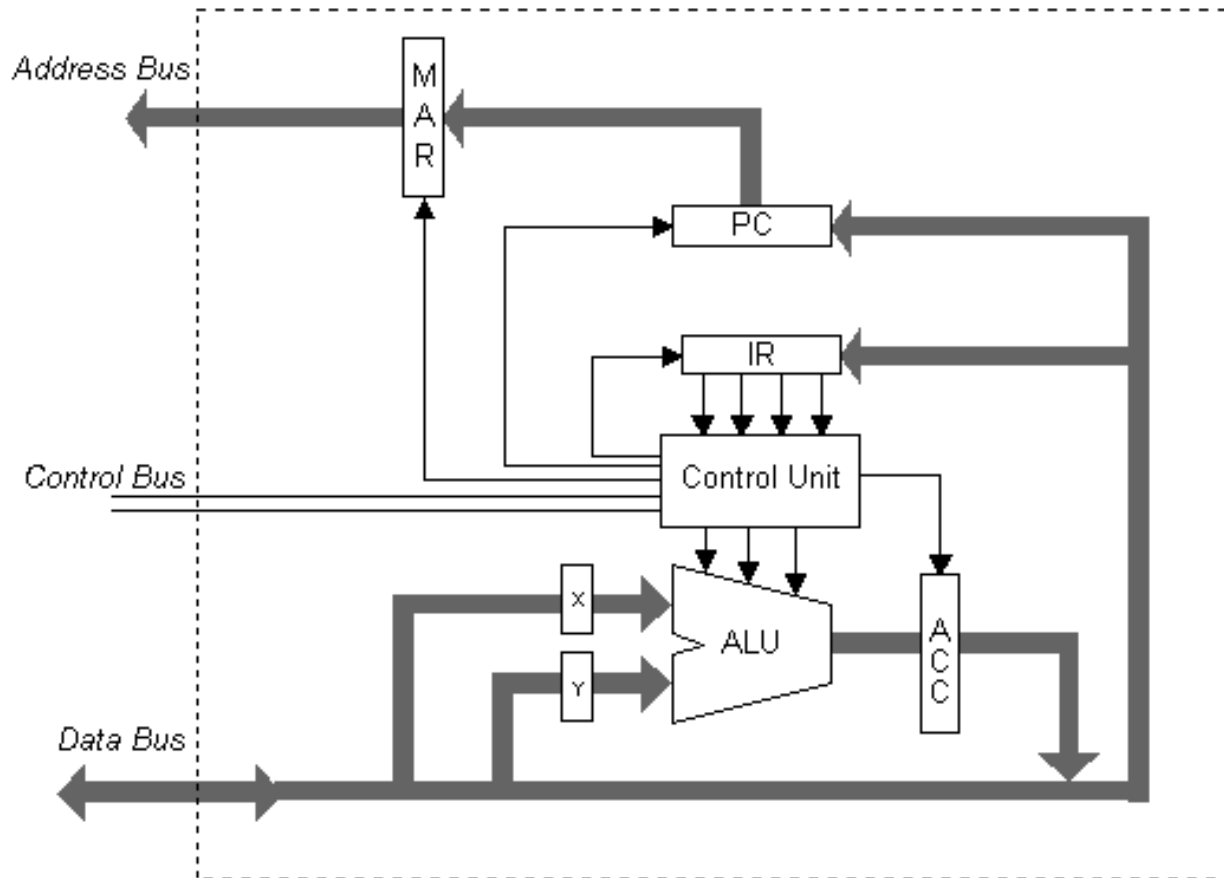 Address Bus
M
A
R
PC
IR
Control Unit
Control Bus
X
ALU
A
C
C
Y
Data Bus